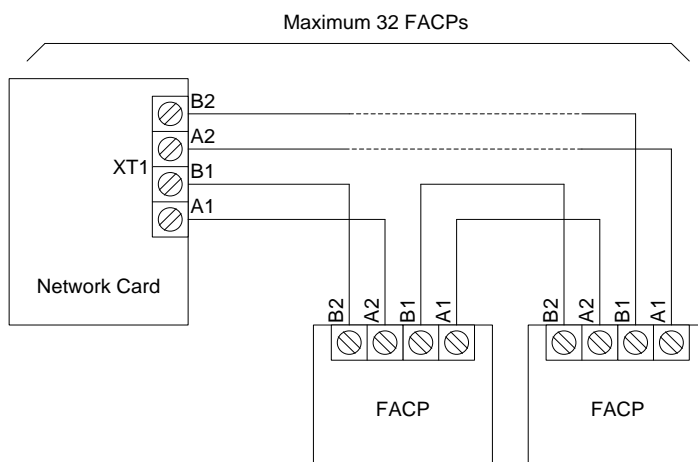 Maximum 32 FACPs
B2
A2
XT1
B1
A1
Network Card
B2
A2
B1
A1
B2
A2
B1
A1
FACP
FACP